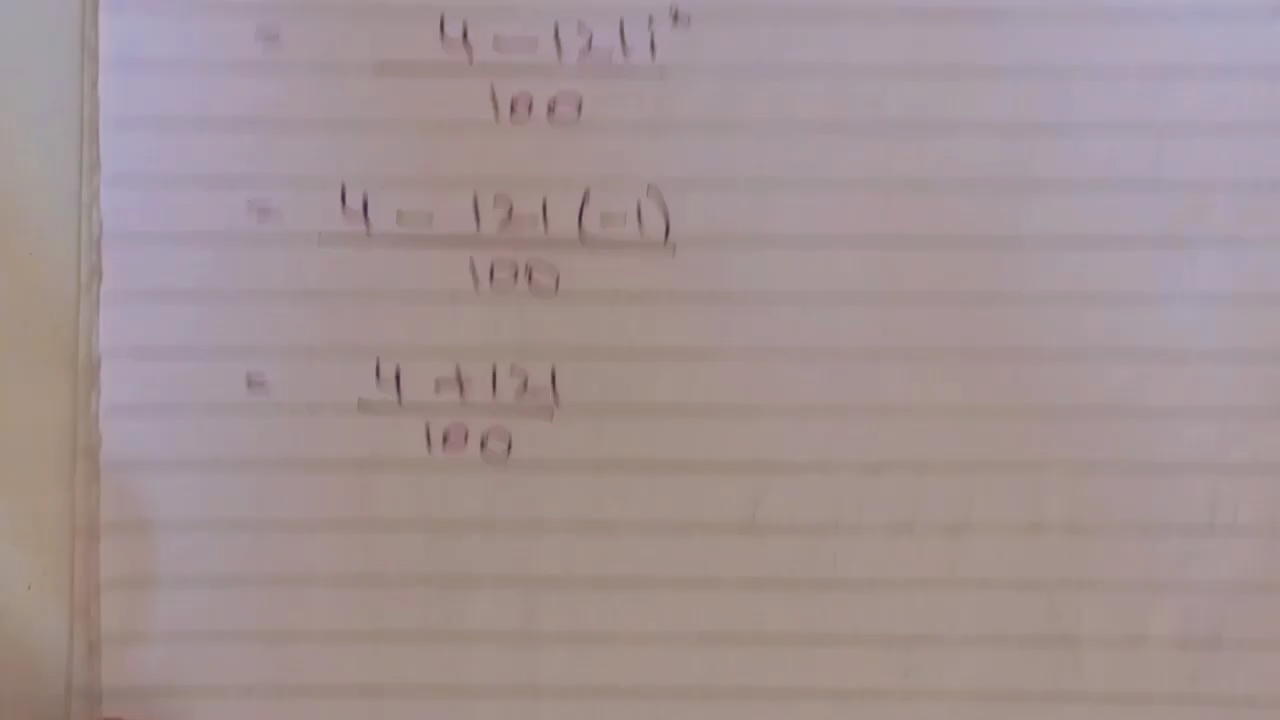 = 4 - 121i²
100
= 4 - 121 (-1)
100
= 4 + 121
100